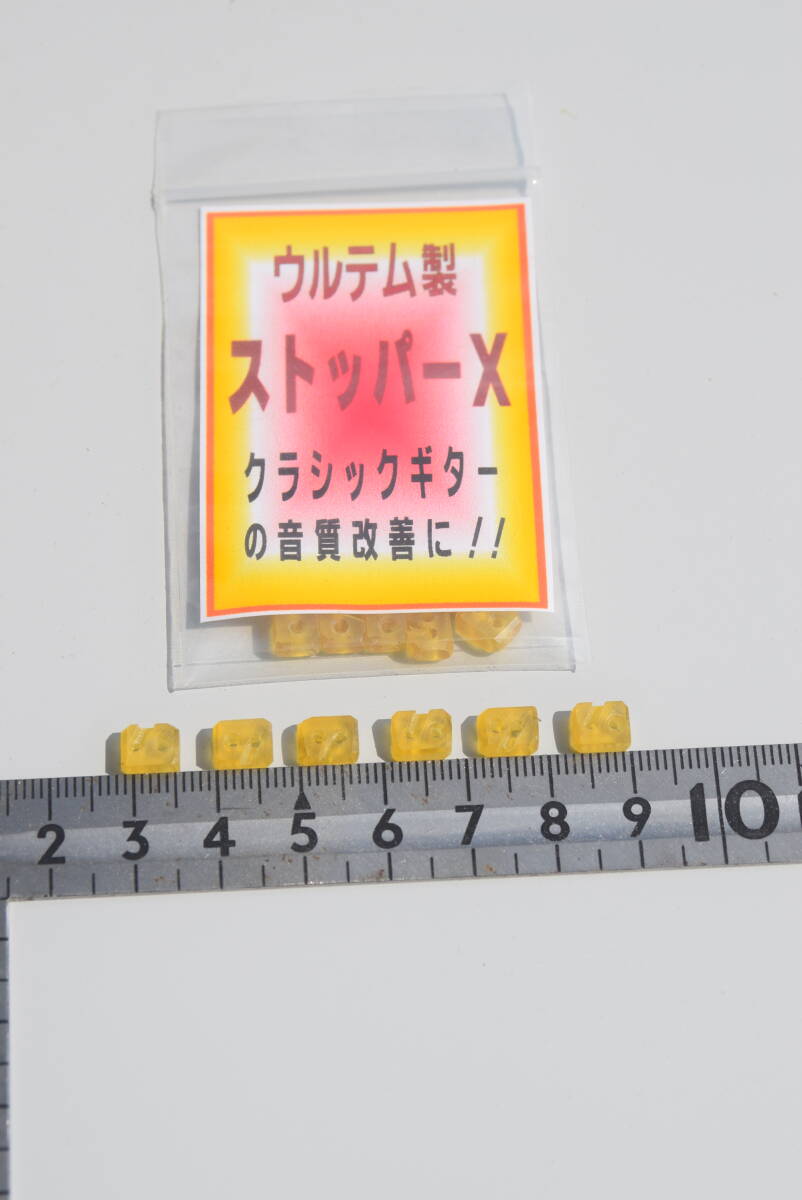 ウルテム製
ストッパーX
クラシックギター
の音質改善に!!
2 3 4 5 6 7 8 9 10